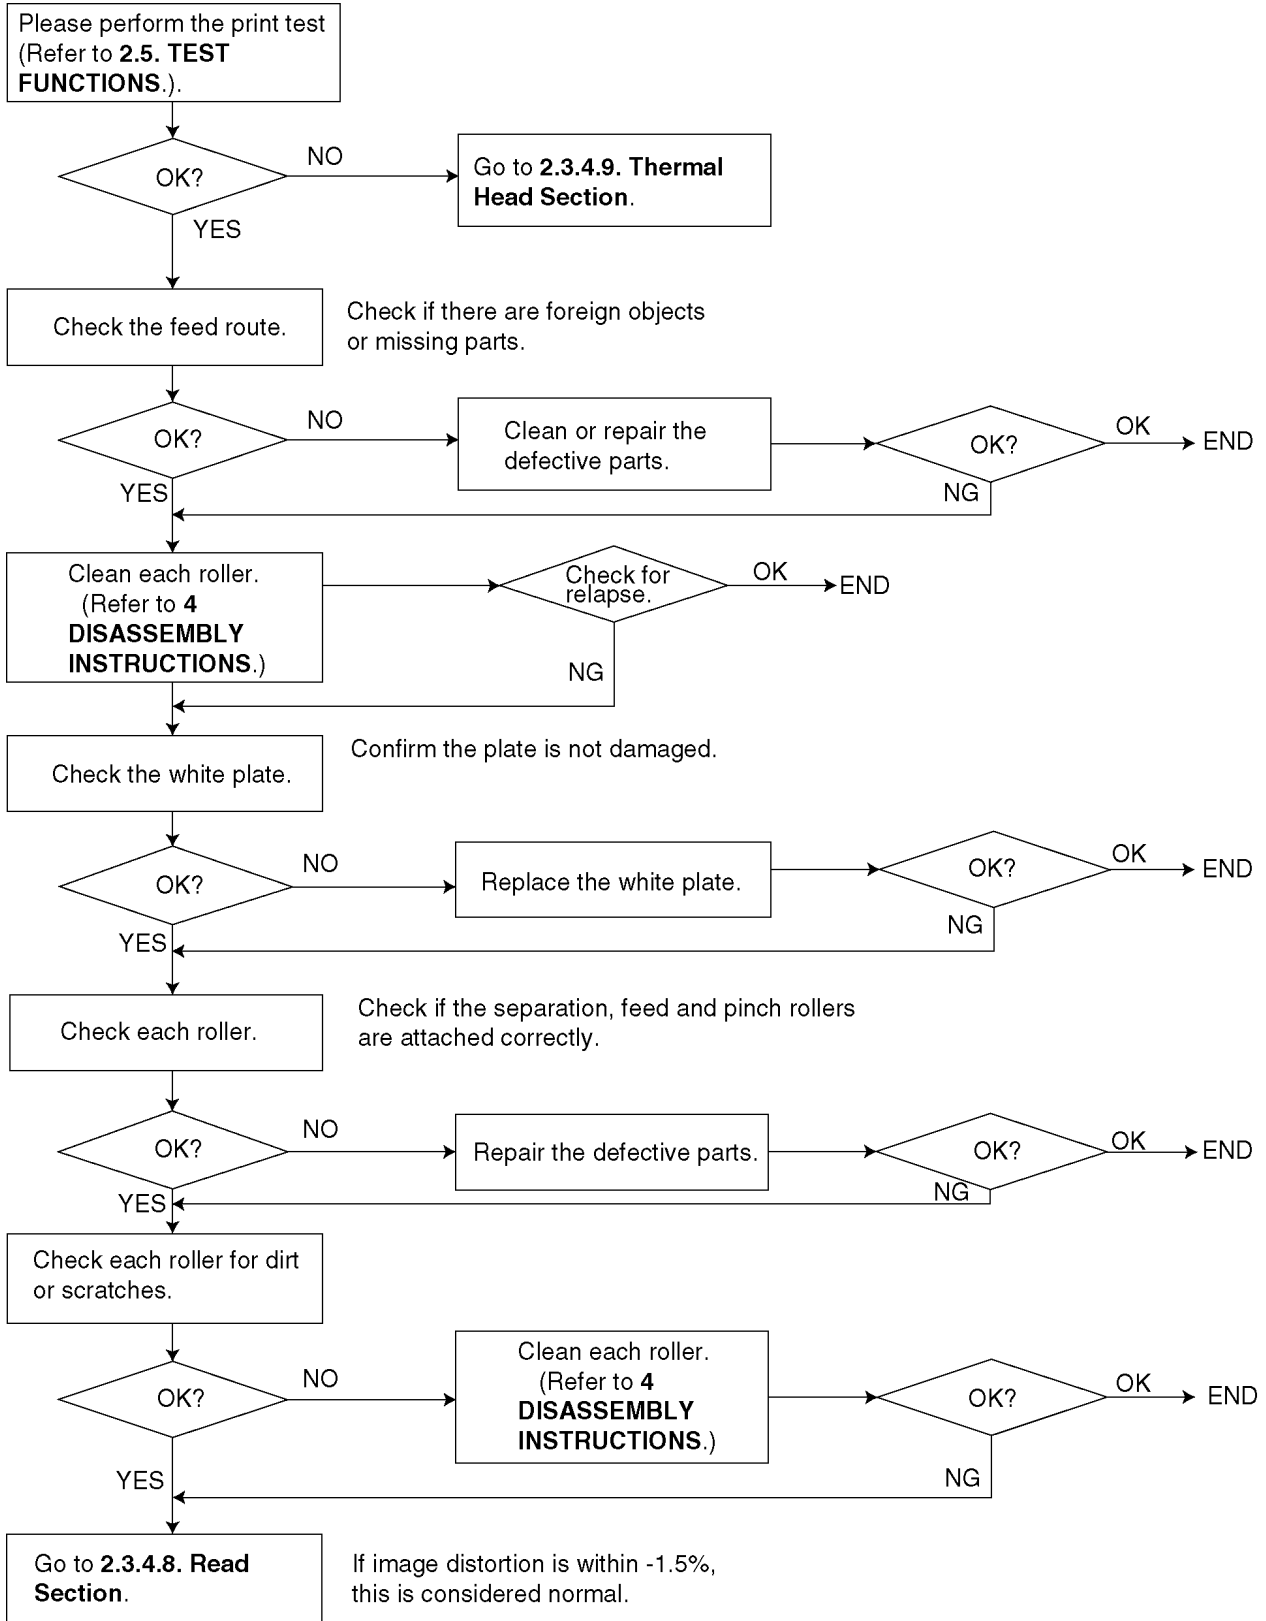 Please perform the print test
(Refer to 2.5. TEST
FUNCTIONS.).
OK?
NO
Go to 2.3.4.9. Thermal
Head Section.
YES
Check the feed route.
Check if there are foreign objects
or missing parts.
OK?
NO
Clean or repair the
defective parts.
OK?
OK
END
YES
NG
Clean each roller.
(Refer to 4
DISASSEMBLY
INSTRUCTIONS.)
Check for
relapse.
OK
END
NG
Check the white plate.
Confirm the plate is not damaged.
OK?
NO
Replace the white plate.
OK?
OK
END
YES
NG
Check each roller.
Check if the separation, feed and pinch rollers
are attached correctly.
OK?
NO
Repair the defective parts.
OK?
OK
END
YES
NG
Check each roller for dirt
or scratches.
OK?
NO
Clean each roller.
(Refer to 4
DISASSEMBLY
INSTRUCTIONS.)
OK?
OK
END
YES
NG
Go to 2.3.4.8. Read
Section.
If image distortion is within -1.5%,
this is considered normal.